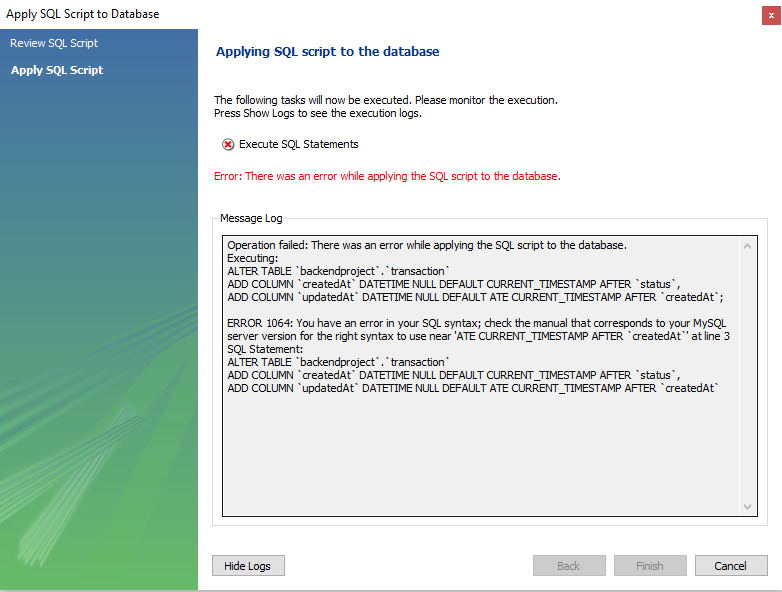 Apply SQL Script to Database
x
Review SQL Script
Apply SQL Script
Applying SQL script to the database
The following tasks will now be executed. Please monitor the execution.
Press Show Logs to see the execution logs.
Execute SQL Statements
Error: There was an error while applying the SQL script to the database.
Message Log
Operation failed: There was an error while applying the SQL script to the database.
Executing:
ALTER TABLE `backendproject`.`transaction`
ADD COLUMN `createdAt` DATETIME NULL DEFAULT CURRENT_TIMESTAMP AFTER `status`,
ADD COLUMN `updatedAt` DATETIME NULL DEFAULT ATE CURRENT_TIMESTAMP AFTER `createdAt`;
ERROR 1064: You have an error in your SQL syntax; check the manual that corresponds to your MySQL
server version for the right syntax to use near 'ATE CURRENT_TIMESTAMP AFTER `createdAt`' at line 3
SQL Statement:
ALTER TABLE `backendproject`.`transaction`
ADD COLUMN `createdAt` DATETIME NULL DEFAULT CURRENT_TIMESTAMP AFTER `status`,
ADD COLUMN `updatedAt` DATETIME NULL DEFAULT ATE CURRENT_TIMESTAMP AFTER `createdAt`
Hide Logs
Back
Finish
Cancel